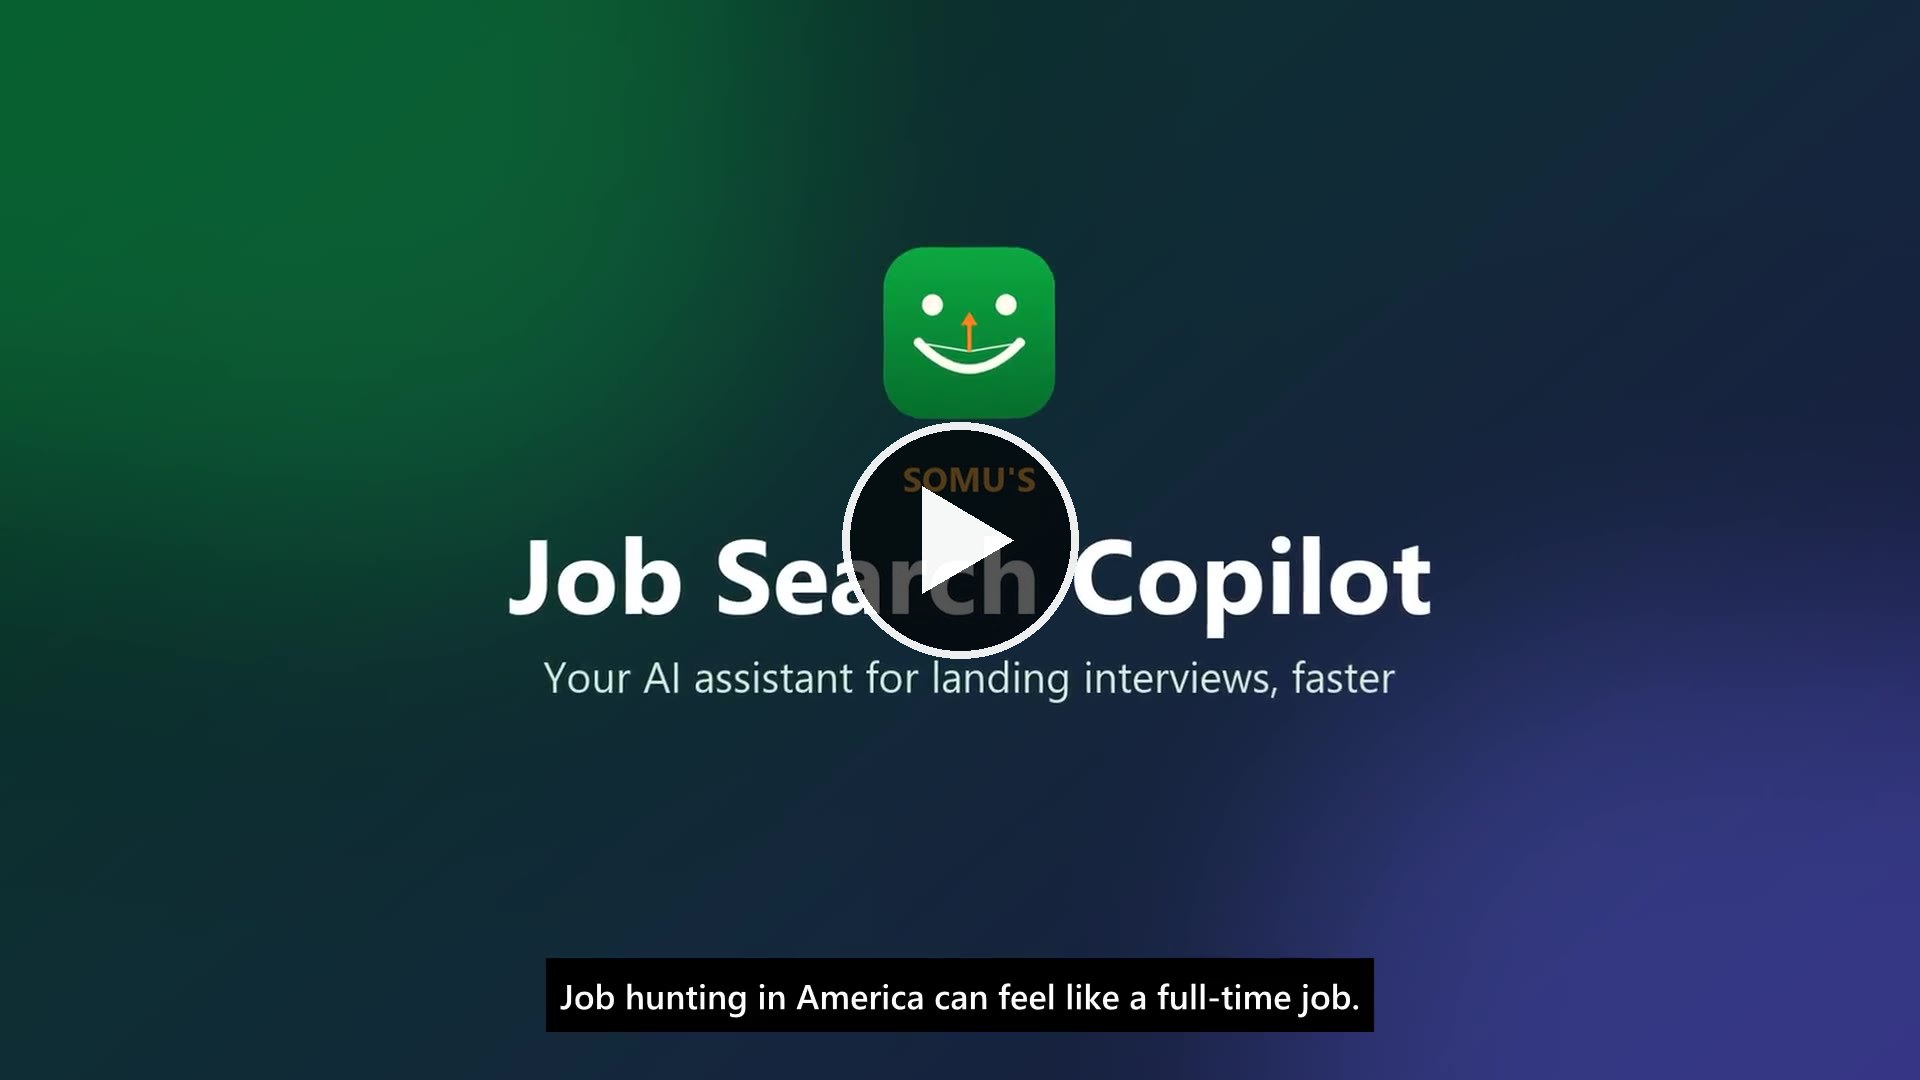 SOMU'S
Job Search Copilot
Your AI assistant for landing interviews, faster
Job hunting in America can feel like a full-time job.